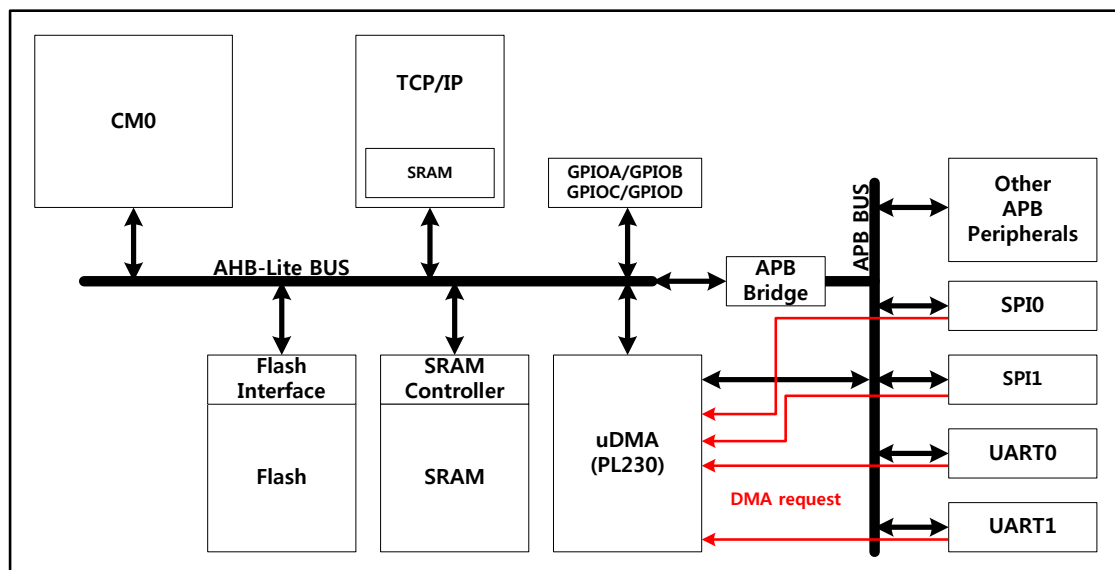 CM0
TCP/IP
SRAM
GPIOA/GPIOB
GPIOC/GPIOD
APB BUS
Other
APB
Peripherals
AHB-Lite BUS
APB
Bridge
SPI0
Flash
Interface
SRAM
Controller
SPI1
uDMA
(PL230)
UART0
Flash
SRAM
DMA request
UART1